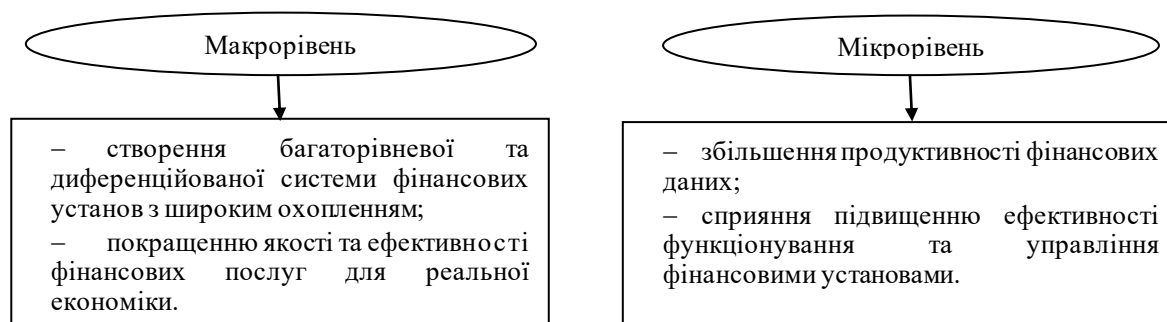 Макрорівень
– створення багаторівневої та
диференційованої системи фінансових
установ з широким охопленням;
– покращенню якості та ефективності
фінансових послуг для реальної
економіки.
Мікрорівень
– збільшення продуктивності фінансових
даних;
– сприяння підвищенню ефективності
функціонування та управління
фінансовими установами.